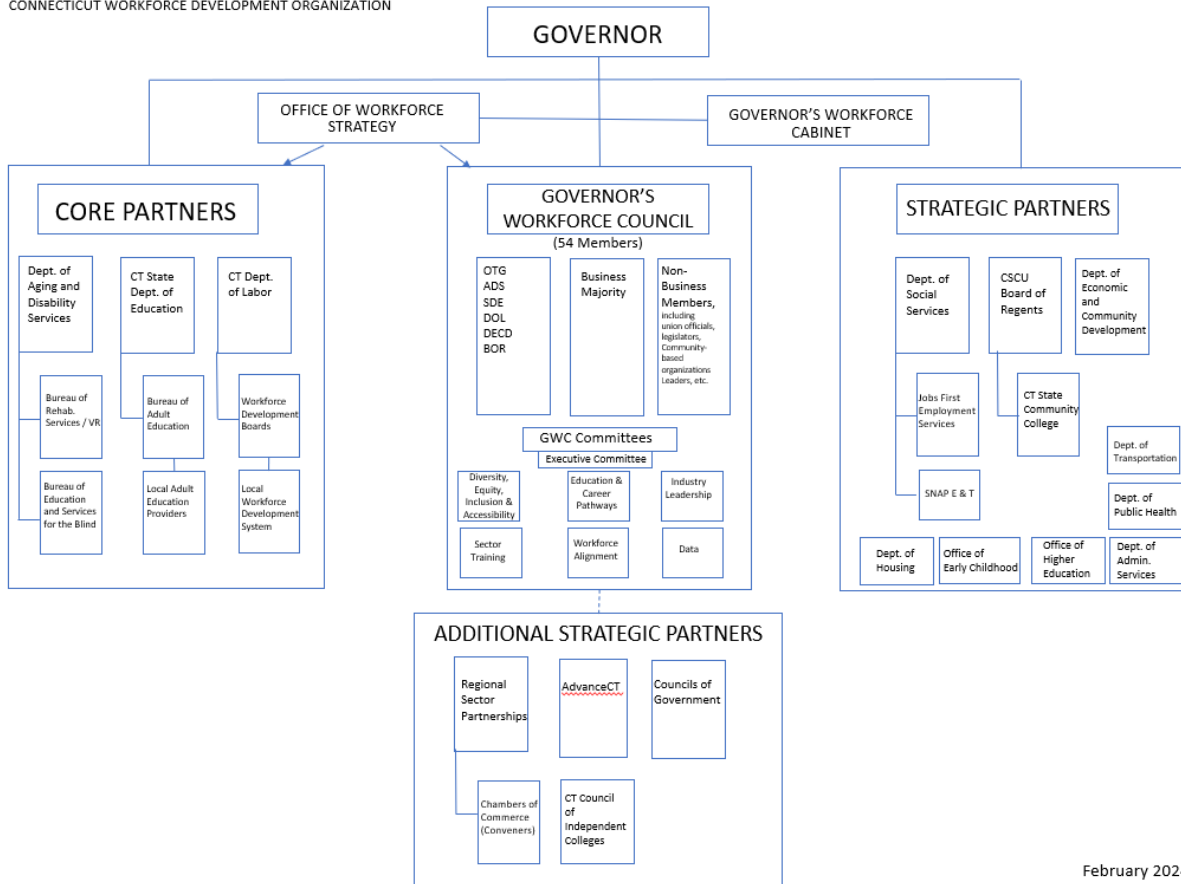 CONNECTICUT WORKFORCE DEVELOPMENT ORGANIZATION
GOVERNOR
OFFICE OF WORKFORCE
STRATEGY
GOVERNOR'S WORKFORCE
CABINET
CORE PARTNERS
Dept. of
Aging and
Disability
Services
CT State
Dept. of
Education
CT Dept.
of Labor
Bureau of
Rehab.
Services / VR
Bureau of
Adult
Education
Workforce
Development
Boards
Bureau of
Education
and Services
for the Blind
Local Adult
Education
Providers
Local
Workforce
Development
System
GOVERNOR'S
WORKFORCE COUNCIL
(54 Members)
OTG
ADS
SDE
DOL
DECD
BOR
Business
Majority
Non-
Business
Members,
including
union officials,
legislators,
Community-
based
organizations
Leaders, etc.
GWC Committees
Executive Committee
Diversity,
Equity,
Inclusion &
Accessibility
Education &
Career
Pathways
Industry
Leadership
Sector
Training
Workforce
Alignment
Data
STRATEGIC PARTNERS
Dept. of
Social
Services
CSCU
Board of
Regents
Dept. of
Economic
and
Community
Development
Jobs First
Employment
Services
CT State
Community
College
SNAP E & T
Dept. of
Transportation
Dept. of
Public Health
Dept. of
Housing
Office of
Early Childhood
Office of
Higher
Education
Dept. of
Admin.
Services
ADDITIONAL STRATEGIC PARTNERS
Regional
Sector
Partnerships
AdvanceCT
Councils of
Government
Chambers of
Commerce
(Conveners)
CT Council
of
Independent
Colleges
February